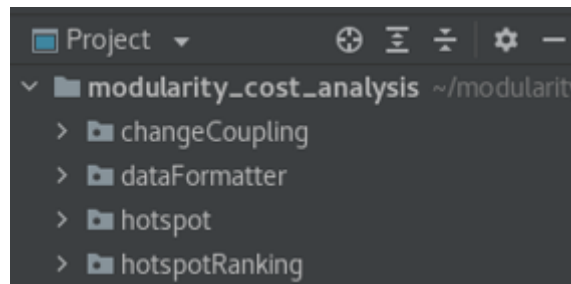 Project
modularity_cost_analysis ~/modularity
changeCoupling
dataFormatter
hotspot
hotspotRanking